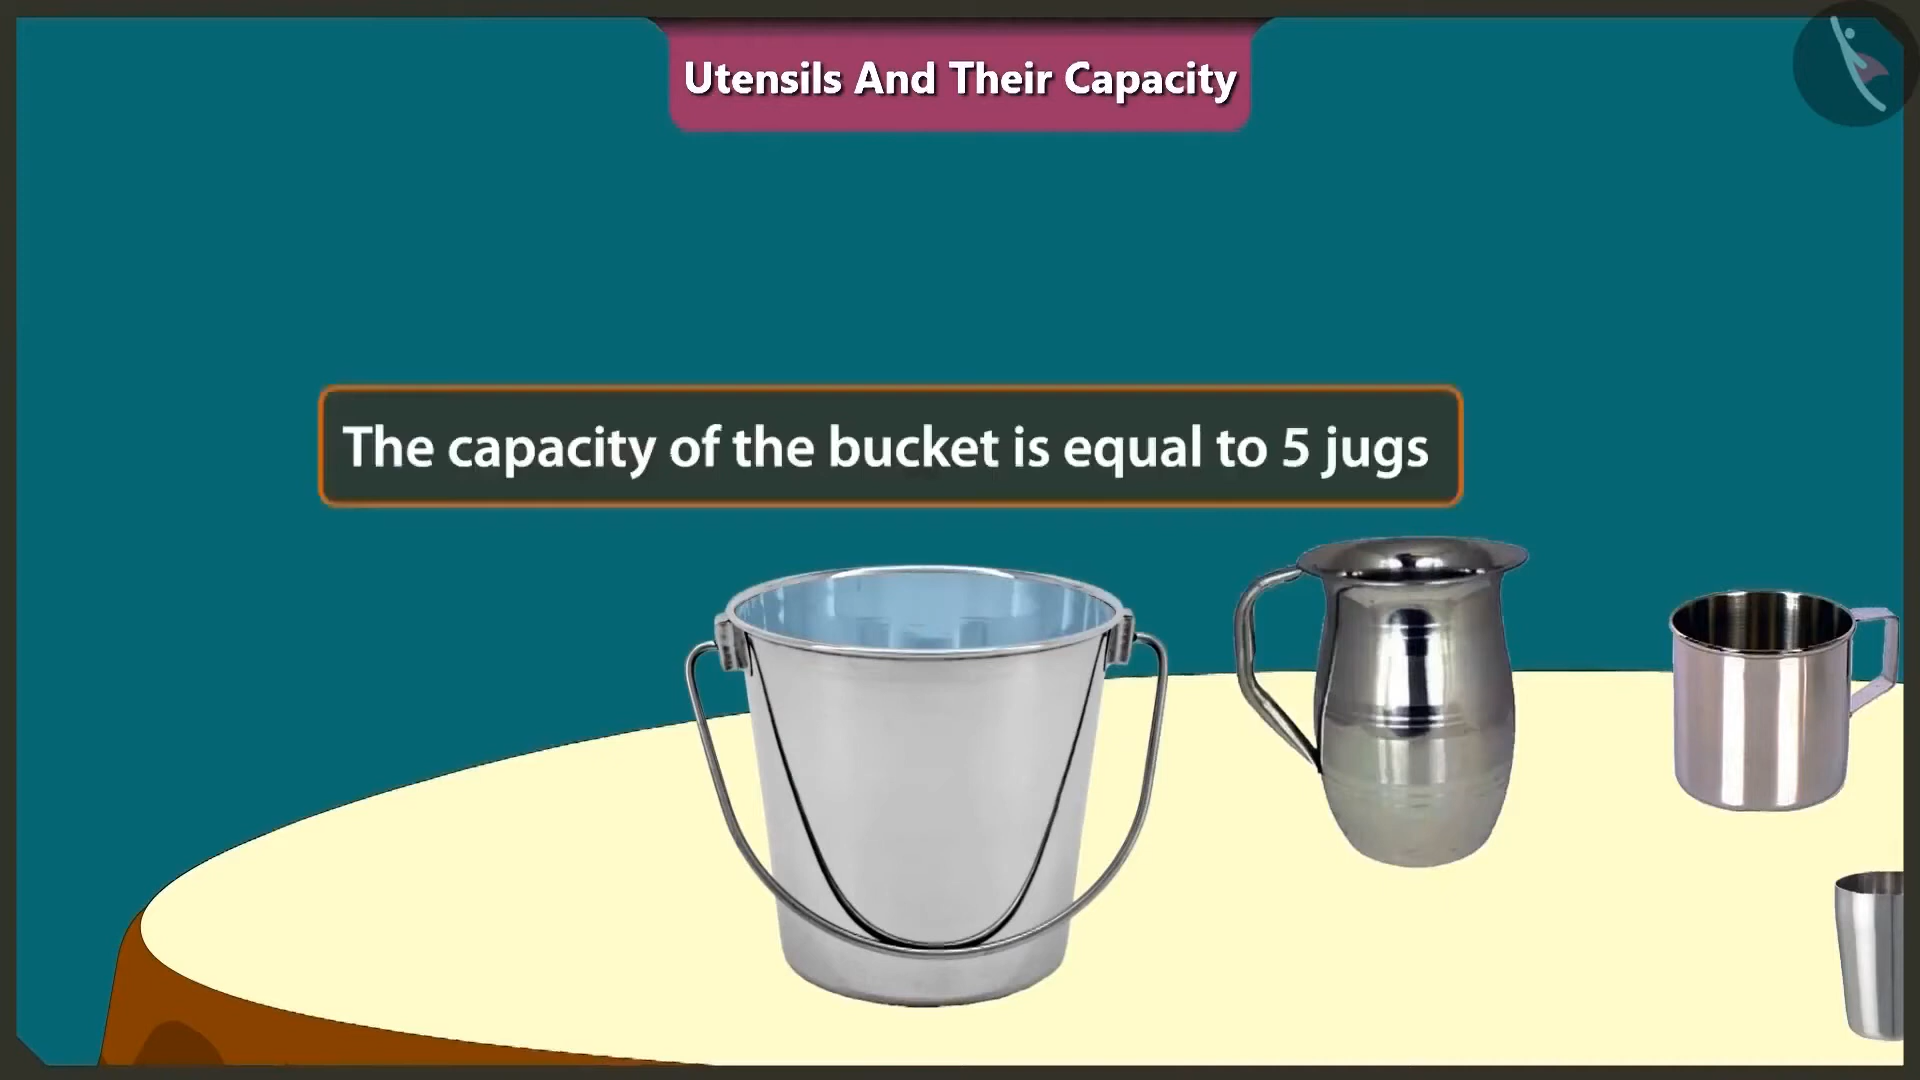 Utensils And Their Capacity
The capacity of the bucket is equal to 5 jugs